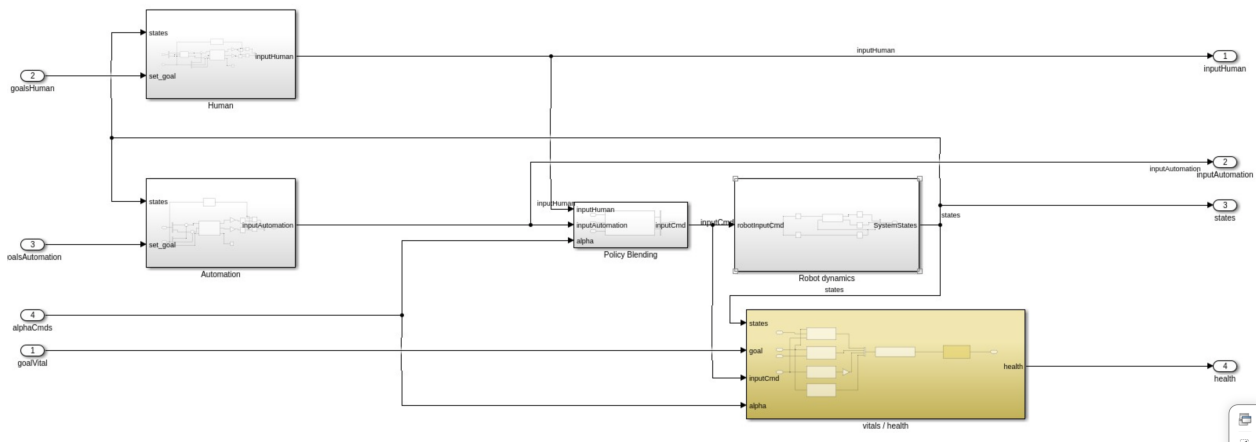 states
set_goal
inputHuman
Human
2
goalsHuman
inputHuman
1
inputHuman
states
set_goal
inputAutomation
Automation
3
oalsAutomation
inputHuman
inputHuman
inputAutomation
alpha
inputCmd
Policy Blending
inputCmd
robotInputCmd
SystemStates
Robot dynamics
states
inputAutomation
2
inputAutomation
states
3
states
4
alphaCmds
1
goalVital
states
goal
inputCmd
alpha
health
vitals / health
4
health